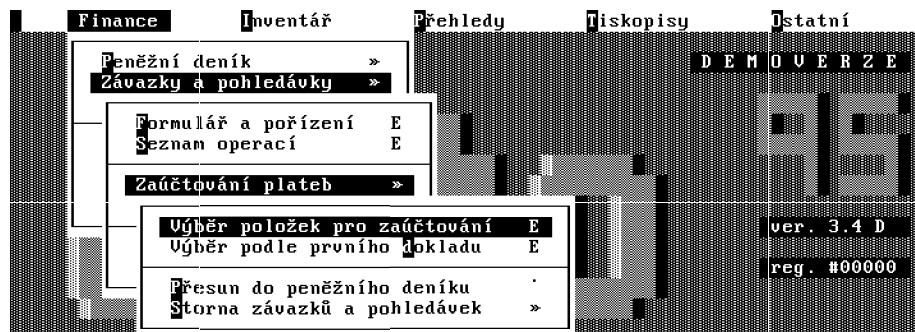 Finance Inventář Přehledy Tiskopisy Ostatní
Peněžní deník »
D E M O V E R Z E
Závazky a pohledávky »
Formulář a pořízení E
Seznam operací E
Zaúčtování plateb »
Výběr položek pro zaúčtování E
ver. 3.4 D
Výběr podle prvního dokladu E
reg. #00000
Přesun do peněžního deníku
Storna závazků a pohledávek »